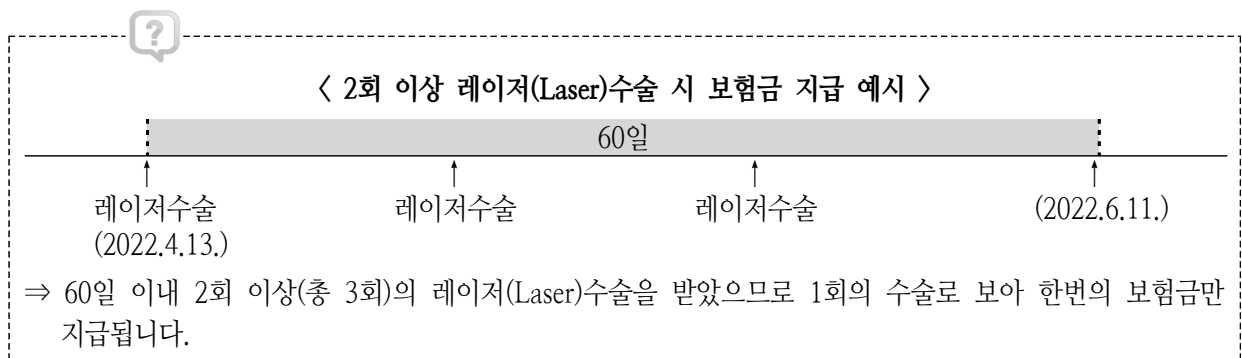 ?
〈 2회 이상 레이저(Laser)수술 시 보험금 지급 예시 〉
60일
레이저수술 레이저수술 레이저수술 (2022.6.11.)
(2022.4.13.)
⇒ 60일 이내 2회 이상(총 3회)의 레이저(Laser)수술을 받았으므로 1회의 수술로 보아 한번의 보험금만
지급됩니다.